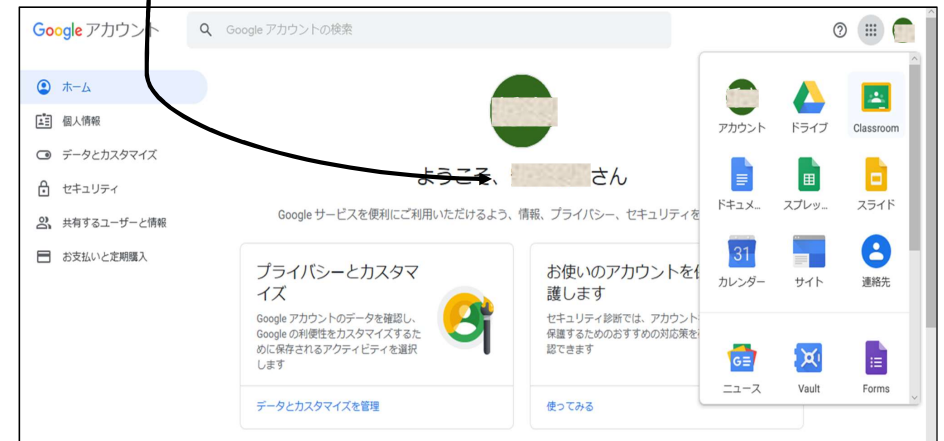 Google アカウント
Google アカウントの検索
ホーム
個人情報
データとカスタマイズ
セキュリティ
共有するユーザーと情報
お支払いと定期購入
ようこそ、 さん
Google サービスを便利にご利用いただけるよう、情報、プライバシー、セキュリティを
プライバシーとカスタマ
イズ
Google アカウントのデータを確認し、
Google の利便性をカスタマイズするた
めに保存されるアクティビティを選択
します
データとカスタマイズを管理
お使いのアカウントを
護します
セキュリティ診断では、アカウント
保護するためのおすすめの対応策を
認できます
使ってみる
アカウント
ドライブ
Classroom
ドキュメ...
スプレッ...
スライド
31
カレンダー
サイト
連絡先
GE
ニュース
Vault
Forms